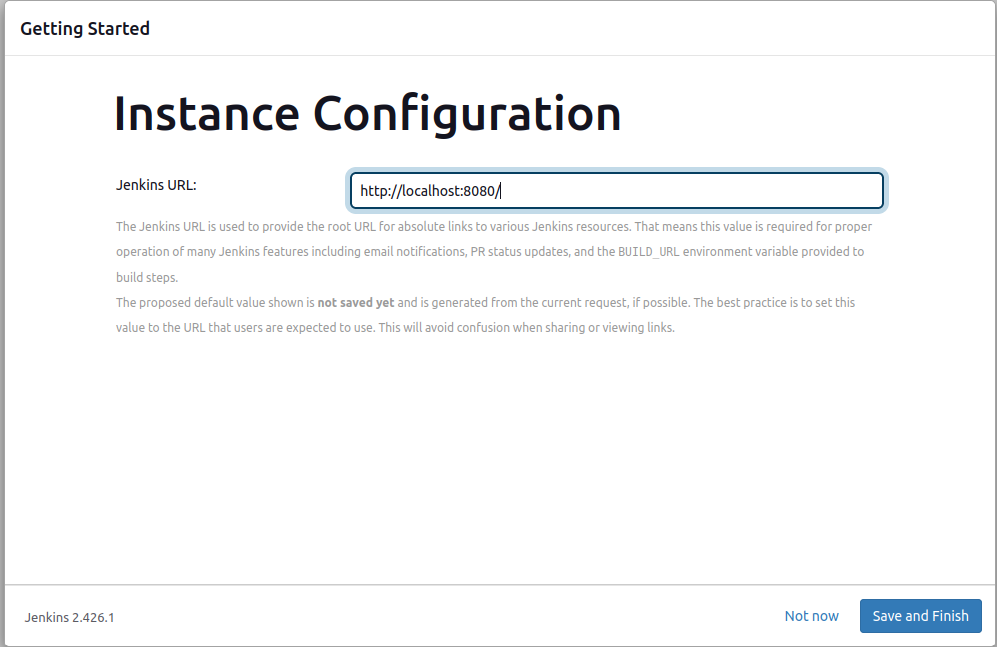 Getting Started
Instance Configuration
Jenkins URL:
http://localhost:8080/
The Jenkins URL is used to provide the root URL for absolute links to various Jenkins resources. That means this value is required for proper
operation of many Jenkins features including email notifications, PR status updates, and the BUILD_URL environment variable provided to
build steps.
The proposed default value shown is not saved yet and is generated from the current request, if possible. The best practice is to set this
value to the URL that users are expected to use. This will avoid confusion when sharing or viewing links.
Jenkins 2.426.1
Not now
Save and Finish